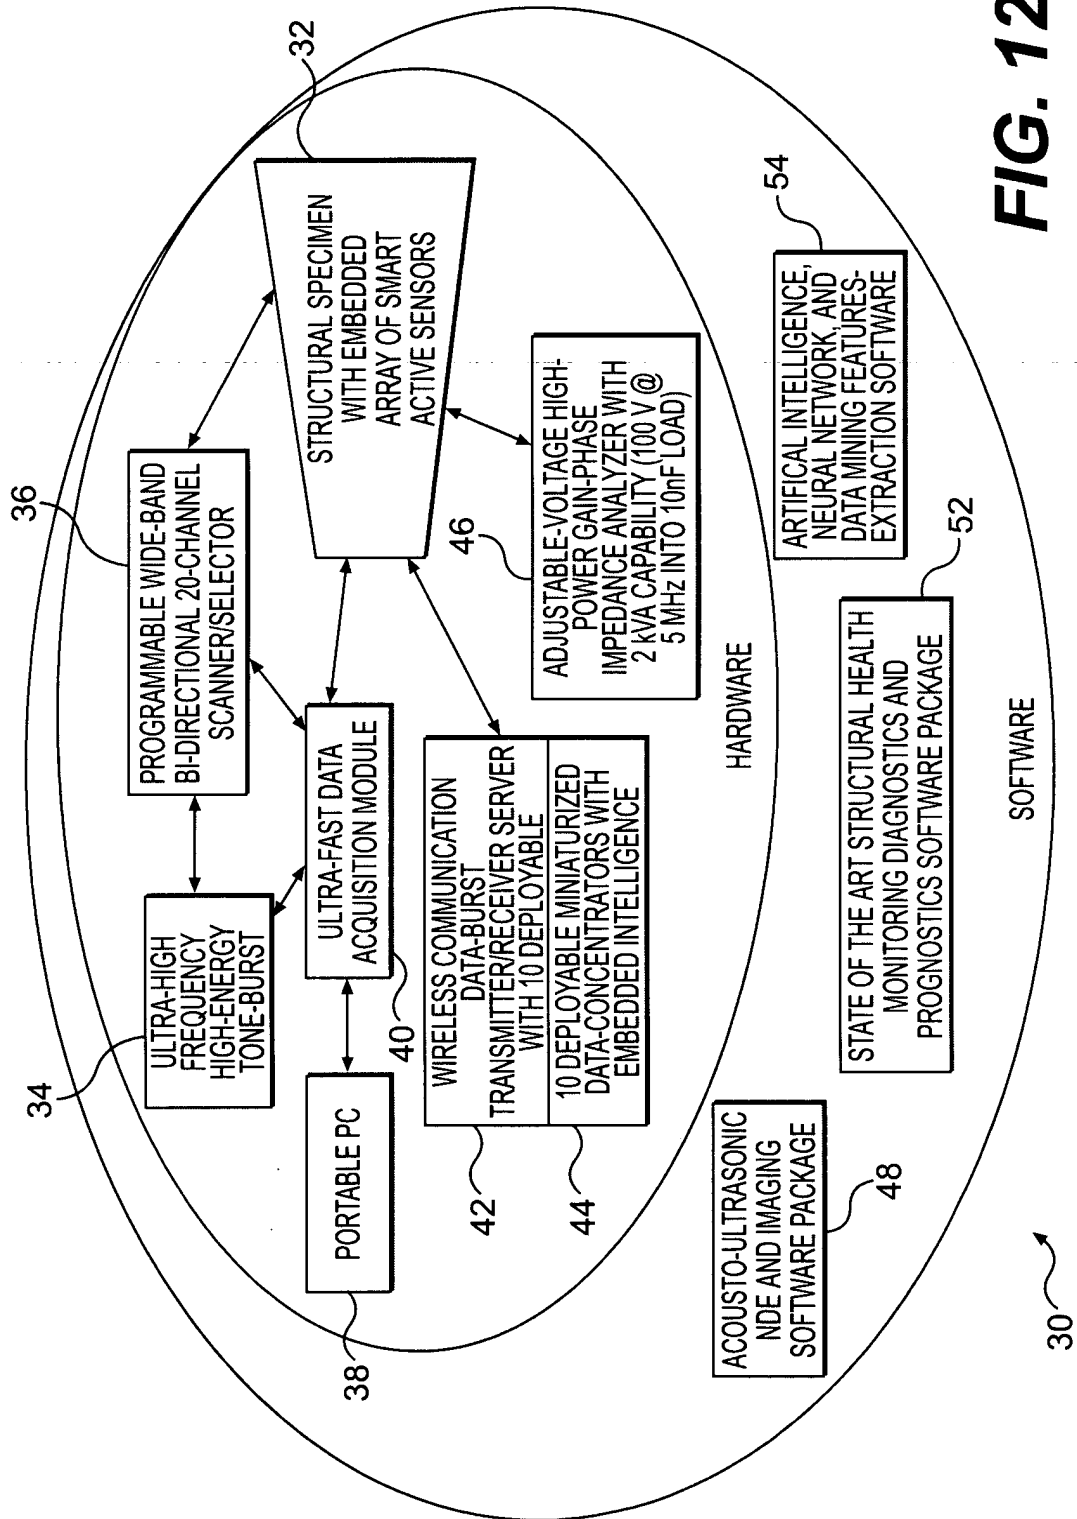 34
ULTRA-HIGH
FREQUENCY
HIGH-ENERGY
TONE-BURST
36
PROGRAMMABLE WIDE-BAND
BI-DIRECTIONAL 20-CHANNEL
SCANNER/SELECTOR
32
STRUCTURAL SPECIMEN
WITH EMBEDDED
ARRAY OF SMART
ACTIVE SENSORS
38
PORTABLE PC
40
ULTRA-FAST DATA
ACQUISITION MODULE
42
WIRELESS COMMUNICATION
DATA-BURST
TRANSMITTER/RECEIVER SERVER
WITH 10 DEPLOYABLE
44
10 DEPLOYABLE MINIATURIZED
DATA-CONCENTRATORS WITH
EMBEDDED INTELLIGENCE
46
ADJUSTABLE-VOLTAGE HIGH-
POWER GAIN-PHASE
IMPEDANCE ANALYZER WITH
2 kVA CAPABILITY (100 V @
5 MHz INTO 10nF LOAD)
HARDWARE
48
ACOUSTO-ULTRASONIC
NDE AND IMAGING
SOFTWARE PACKAGE
52
STATE OF THE ART STRUCTURAL HEALTH
MONITORING DIAGNOSTICS AND
PROGNOSTICS SOFTWARE PACKAGE
54
ARTIFICAL INTELLIGENCE,
NEURAL NETWORK, AND
DATA MINING FEATURES-
EXTRACTION SOFTWARE
SOFTWARE
30
FIG. 12